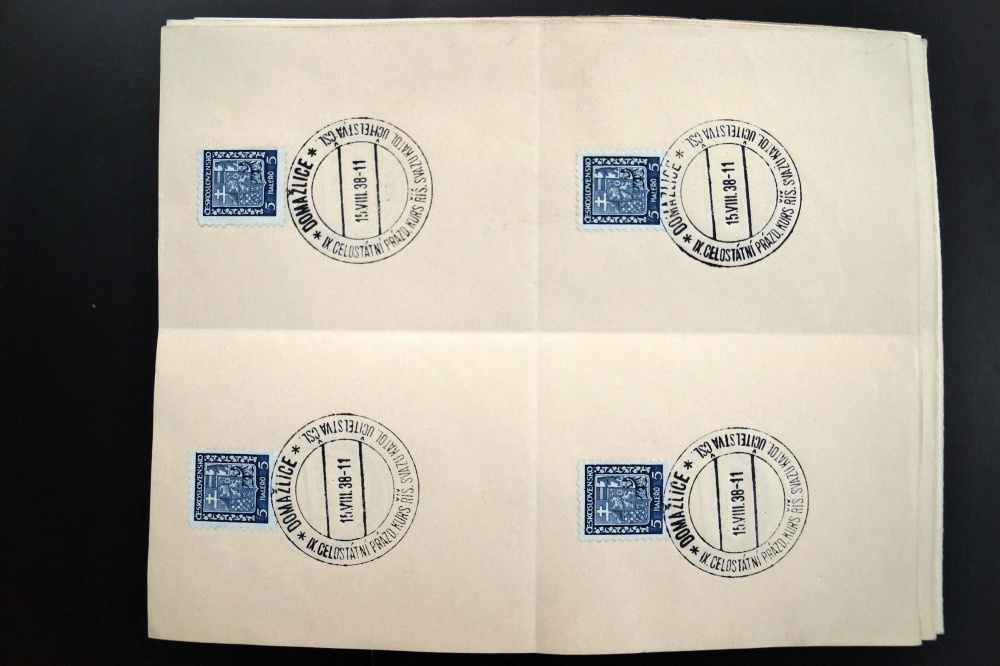 ČESKOSLOVENSKO
5 HALÉŘŮ 5
* DOMAŽLICE *
IX. CELOSTÁTNÍ PRÁZD. KURS ŘÍŠ. SVAZU KATOL. UČITELSTVA ČSL.
15.VIII.38-11
ČESKOSLOVENSKO
5 HALÉŘŮ 5
* DOMAŽLICE *
IX. CELOSTÁTNÍ PRÁZD. KURS ŘÍŠ. SVAZU KATOL. UČITELSTVA ČSL.
15.VIII.38-11
ČESKOSLOVENSKO
5 HALÉŘŮ 5
* DOMAŽLICE *
IX. CELOSTÁTNÍ PRÁZD. KURS ŘÍŠ. SVAZU KATOL. UČITELSTVA ČSL.
15.VIII.38-11
ČESKOSLOVENSKO
5 HALÉŘŮ 5
* DOMAŽLICE *
IX. CELOSTÁTNÍ PRÁZD. KURS ŘÍŠ. SVAZU KATOL. UČITELSTVA ČSL.
15.VIII.38-11